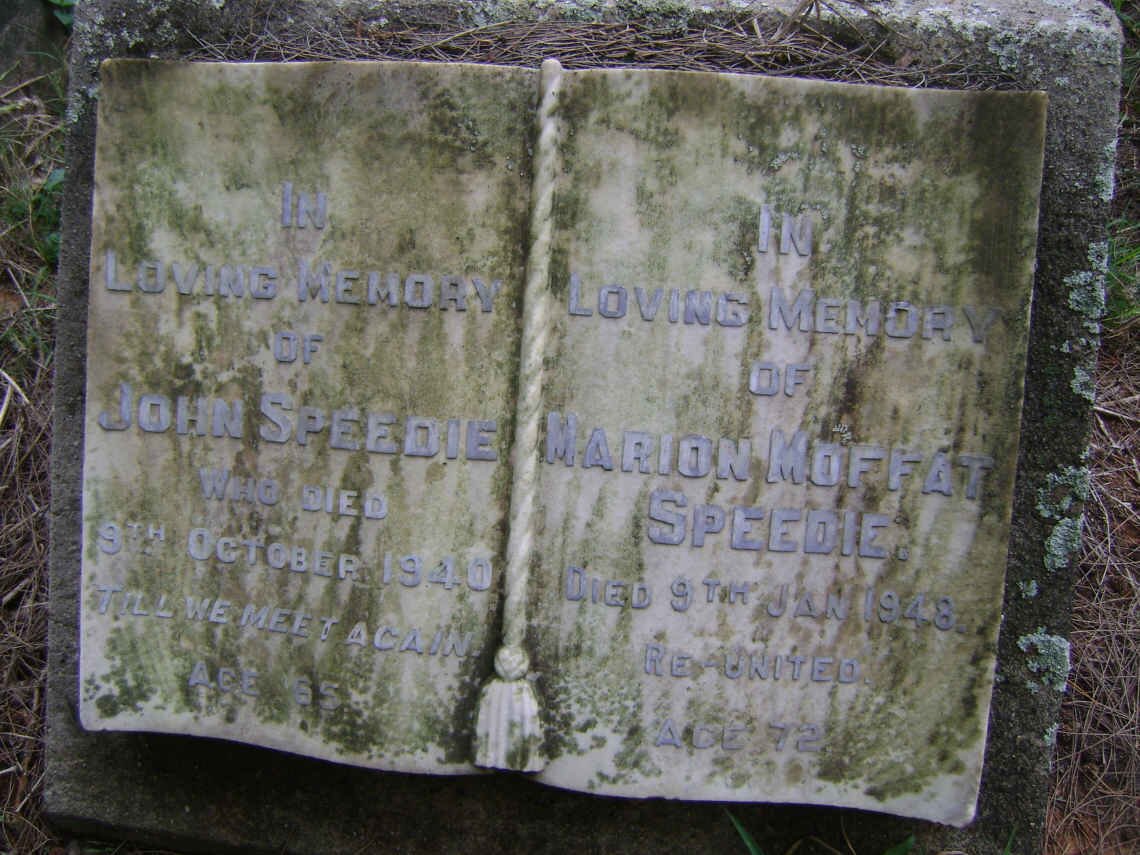 IN
LOVING MEMORY
OF
JOHN SPEEDIE
WHO DIED
9TH OCTOBER 1940
TILL WE MEET AGAIN
AGE 65
IN
LOVING MEMORY
OF
MARION MOFFAT
SPEEDIE.
DIED 9TH JAN 1948.
RE-UNITED.
AGE 72